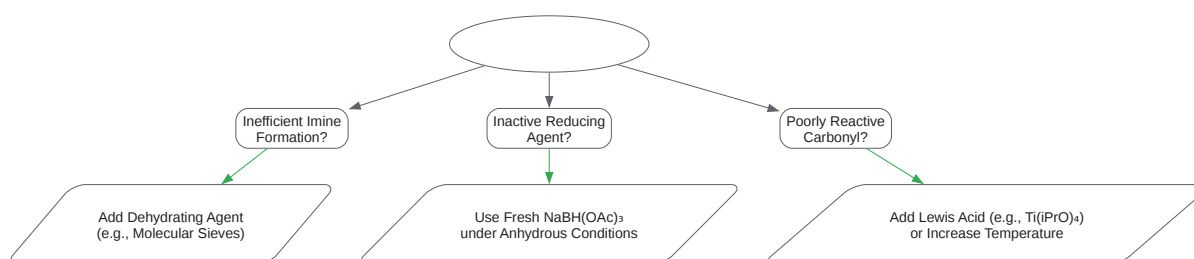 Inefficient Imine
Formation?
Inactive Reducing
Agent?
Poorly Reactive
Carbonyl?
Add Dehydrating Agent
(e.g., Molecular Sieves)
Use Fresh NaBH(OAc)₃
under Anhydrous Conditions
Add Lewis Acid (e.g., Ti(iPrO)₄)
or Increase Temperature